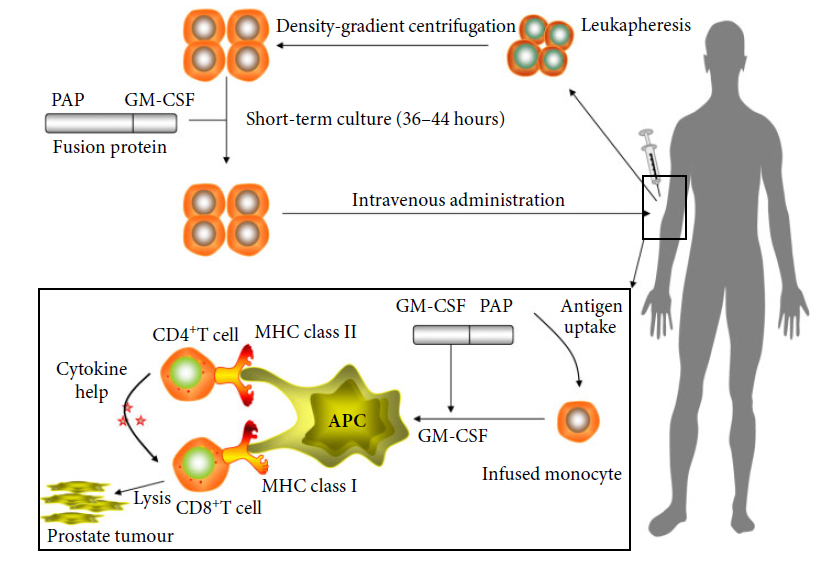 Density-gradient centrifugation
Leukapheresis
PAP
GM-CSF
Fusion protein
Short-term culture (36–44 hours)
Intravenous administration
GM-CSF
PAP
Antigen
uptake
CD4⁺T cell
MHC class II
Cytokine
help
APC
GM-CSF
Infused monocyte
MHC class I
Lysis
CD8⁺T cell
Prostate tumour